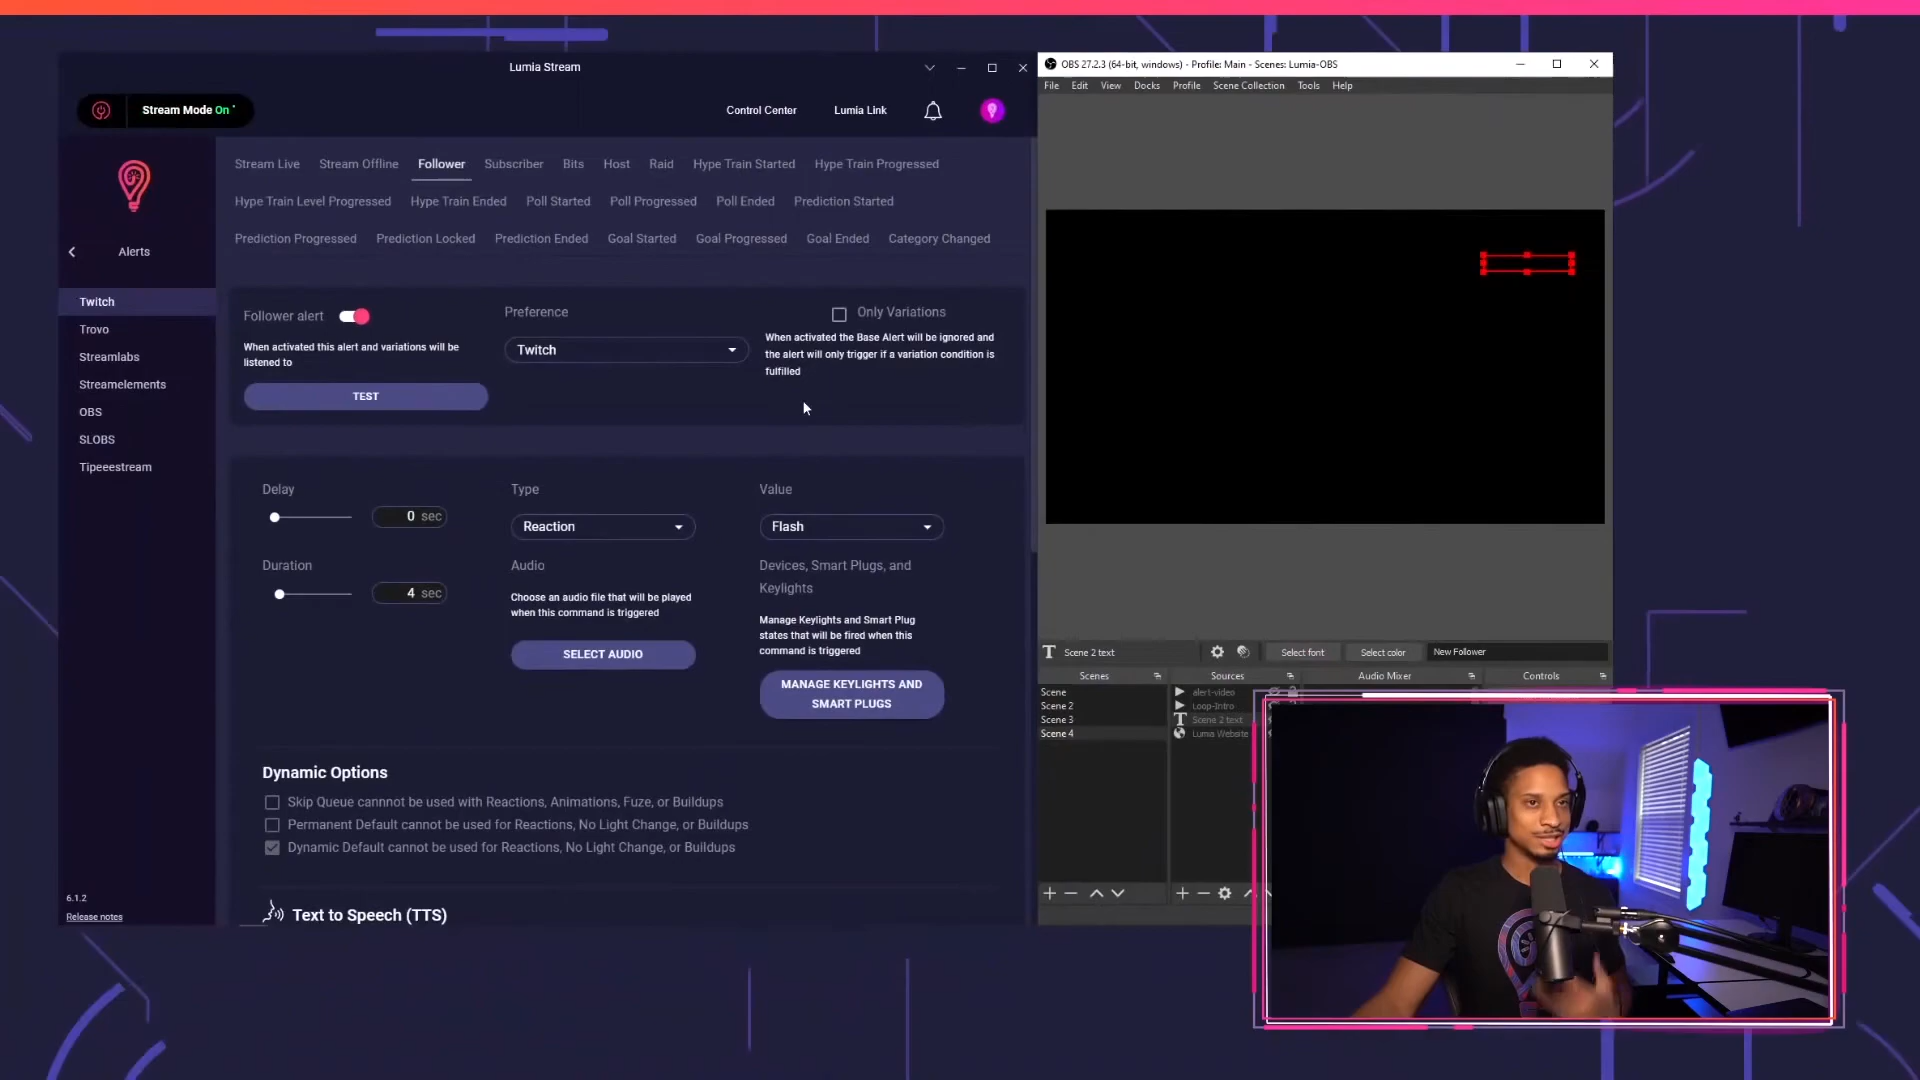 Lumia Stream
Stream Mode On
Control Center
Lumia Link
Stream Live
Stream Offline
Follower
Subscriber
Bits
Host
Raid
Hype Train Started
Hype Train Progressed
Hype Train Level Progressed
Hype Train Ended
Poll Started
Poll Progressed
Poll Ended
Prediction Started
Prediction Progressed
Prediction Locked
Prediction Ended
Goal Started
Goal Progressed
Goal Ended
Category Changed
Alerts
Twitch
Trovo
Streamlabs
Streamelements
OBS
SLOBS
Tipeeestream
6.1.2
Release notes
Follower alert
When activated this alert and variations will be
listened to
TEST
Preference
Twitch
Only Variations
When activated the Base Alert will be ignored and
the alert will only trigger if a variation condition is
fulfilled
Delay
0 sec
Duration
4 sec
Type
Reaction
Audio
Choose an audio file that will be played
when this command is triggered
SELECT AUDIO
Value
Flash
Devices, Smart Plugs, and
Keylights
Manage Keylights and Smart Plug
states that will be fired when this
command is triggered
MANAGE KEYLIGHTS AND
SMART PLUGS
Dynamic Options
Skip Queue cannnot be used with Reactions, Animations, Fuze, or Buildups
Permanent Default cannot be used for Reactions, No Light Change, or Buildups
Dynamic Default cannot be used for Reactions, No Light Change, or Buildups
Text to Speech (TTS)
OBS 27.2.3 (64-bit, windows) - Profile: Main - Scenes: Lumia-OBS
File
Edit
View
Docks
Profile
Scene Collection
Tools
Help
Scene 2 text
Select font
Select color
New Follower
Scenes
Sources
Audio Mixer
Controls
Scene
Scene 2
Scene 3
Scene 4
alert-video
Loop-Intro
Scene 2 text
Lumia Website